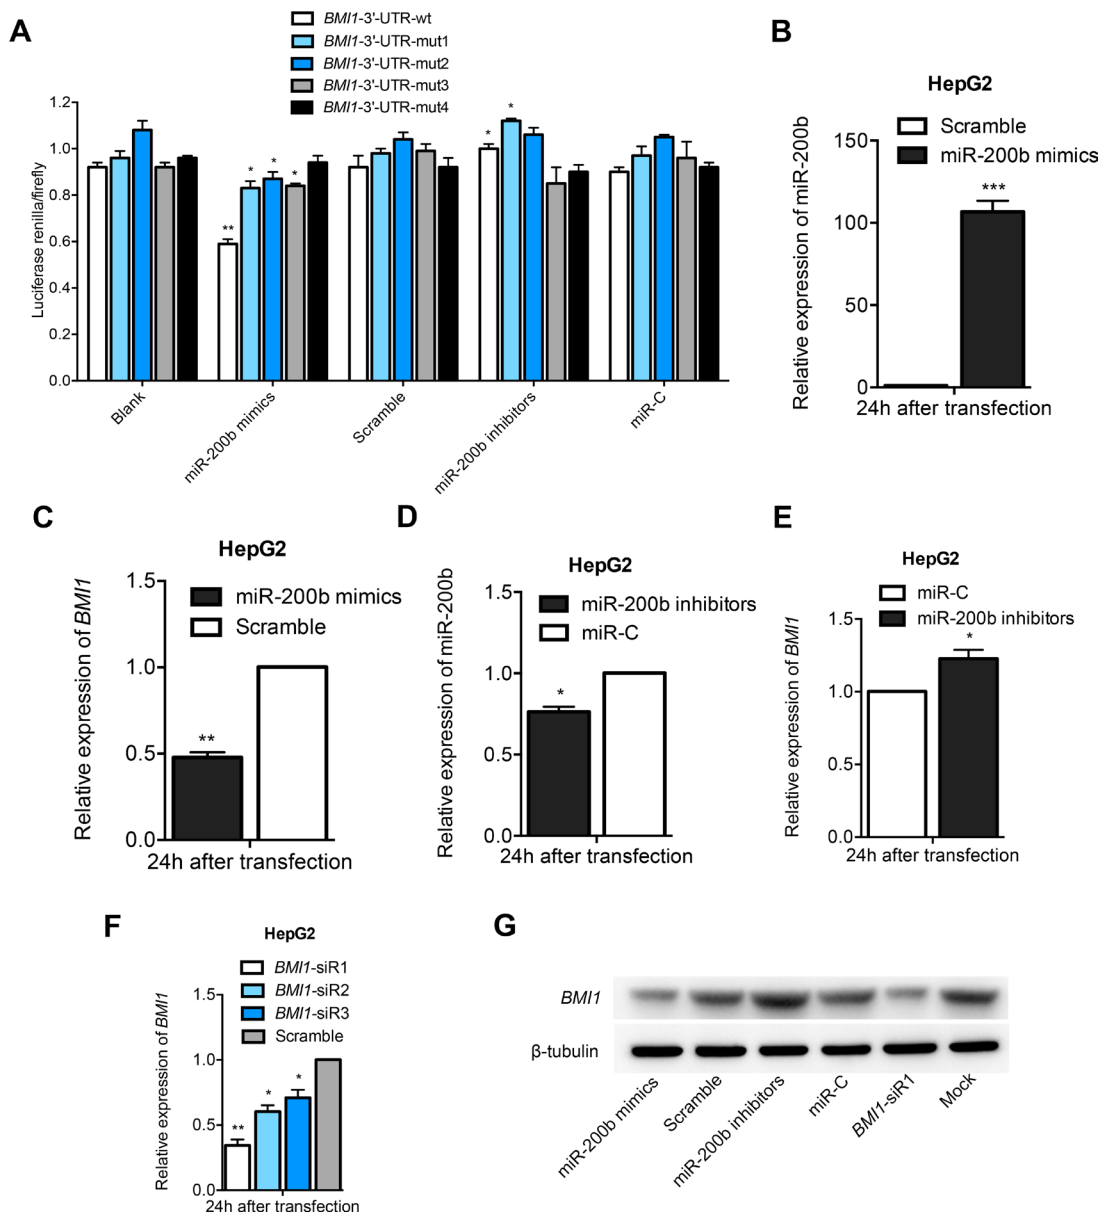 A
BMI1-3'-UTR-wt
BMI1-3'-UTR-mut1
BMI1-3'-UTR-mut2
BMI1-3'-UTR-mut3
BMI1-3'-UTR-mut4
Luciferase renilla/firefly
1.2
1.0
0.8
0.6
0.4
0.2
0.0
**
*
*
*
*
*
Blank
miR-200b mimics
Scramble
miR-200b inhibitors
miR-C
B
HepG2
Scramble
miR-200b mimics
Relative expression of miR-200b
150
100
50
0
***
24h after transfection
C
HepG2
miR-200b mimics
Scramble
Relative expression of BMI1
1.5
1.0
0.5
0.0
**
24h after transfection
D
HepG2
miR-200b inhibitors
miR-C
Relative expression of miR-200b
1.5
1.0
0.5
0.0
*
24h after transfection
E
HepG2
miR-C
miR-200b inhibitors
Relative expression of BMI1
1.5
1.0
0.5
0.0
*
24h after transfection
F
HepG2
BMI1-siR1
BMI1-siR2
BMI1-siR3
Scramble
Relative expression of BMI1
1.5
1.0
0.5
0.0
**
*
*
24h after transfection
G
BMI1
β-tubulin
miR-200b mimics
Scramble
miR-200b inhibitors
miR-C
BMI1-siR1
Mock